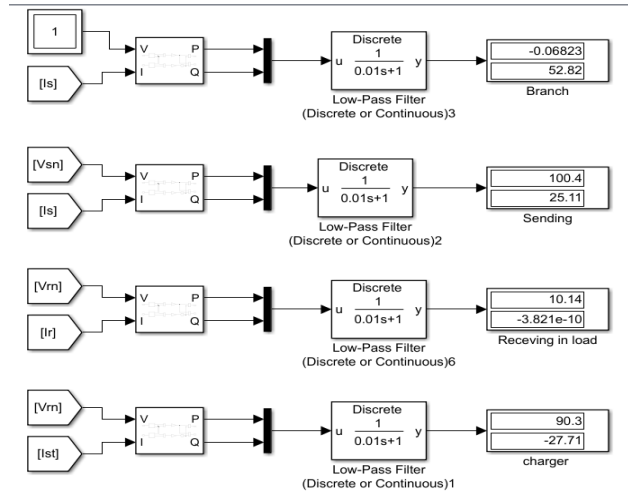 1
[Is]
V
I
P
Q
Discrete
u 1 y
0.01s+1
Low-Pass Filter
(Discrete or Continuous)3
-0.06823
52.82
Branch
[Vsn]
[Is]
V
I
P
Q
Discrete
u 1 y
0.01s+1
Low-Pass Filter
(Discrete or Continuous)2
100.4
25.11
Sending
[Vrn]
[Ir]
V
I
P
Q
Discrete
u 1 y
0.01s+1
Low-Pass Filter
(Discrete or Continuous)6
10.14
-3.821e-10
Receving in load
[Vrn]
[Ist]
V
I
P
Q
Discrete
u 1 y
0.01s+1
Low-Pass Filter
(Discrete or Continuous)1
90.3
-27.71
charger